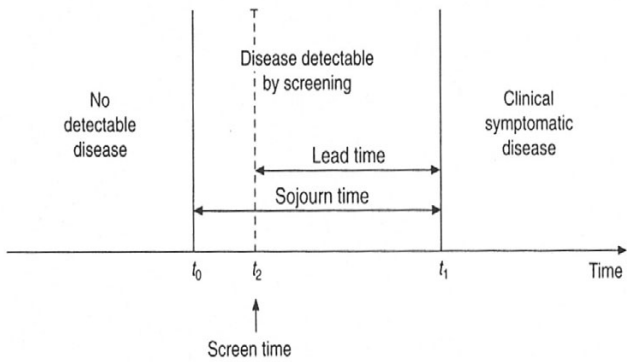 No
detectable
disease
Disease detectable
by screening
Clinical
symptomatic
disease
Lead time
Sojourn time
t0
t2
t1
Time
Screen time